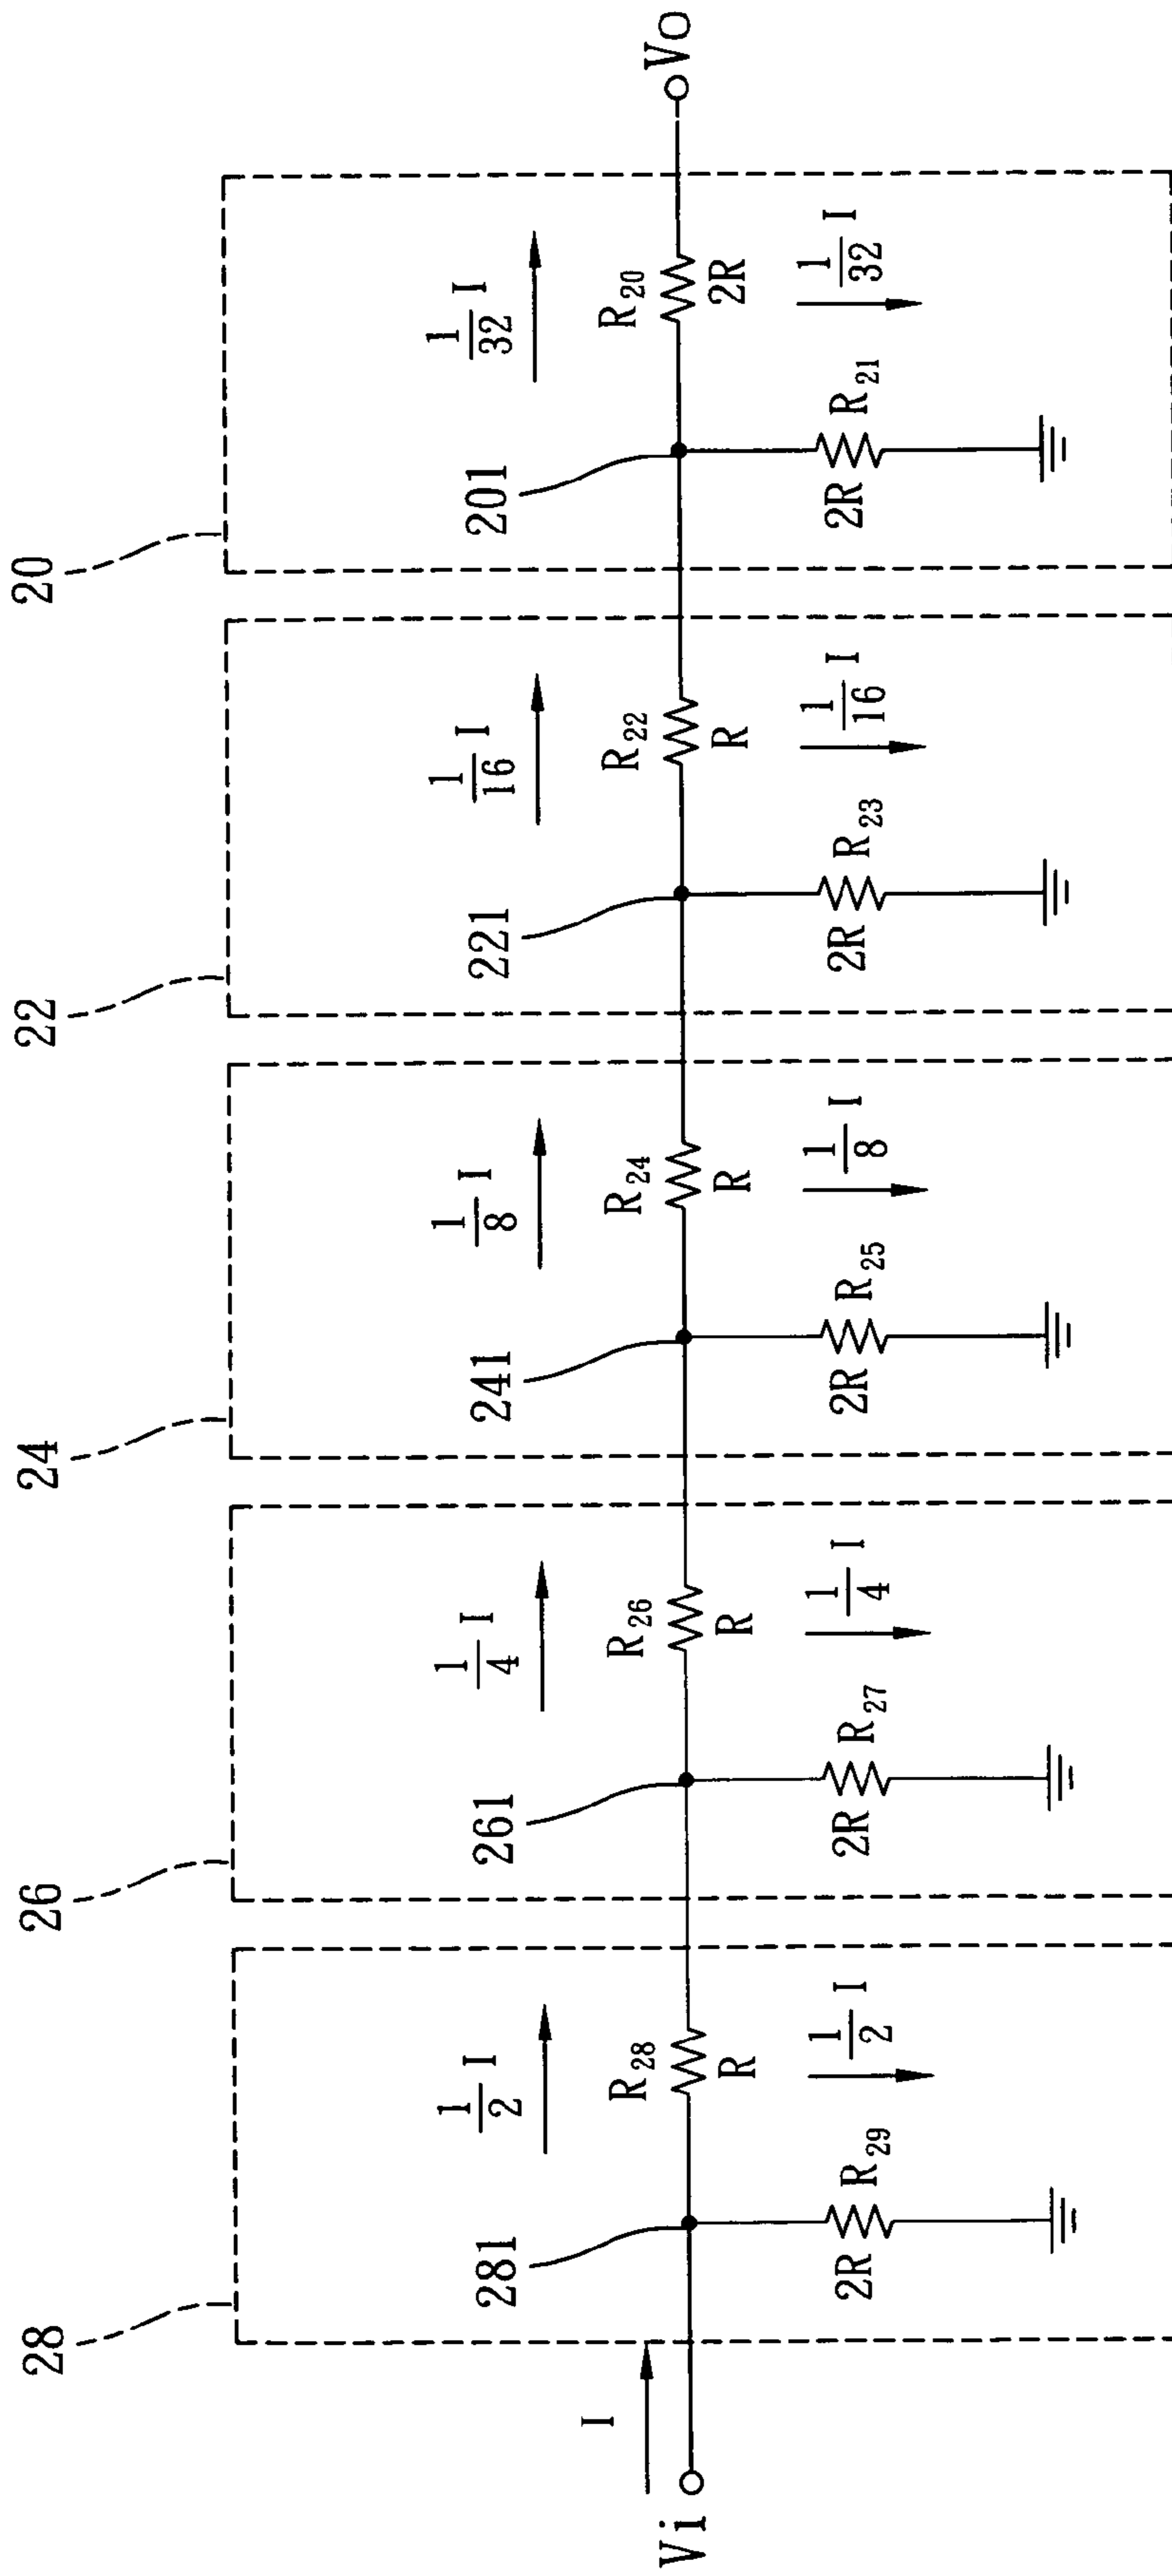 28 26 24 22 20
1/2 I 1/4 I 1/8 I 1/16 I 1/32 I
281 261 241 221 201
I
R28 R26 R24 R22 R20
Vi Vo
R R R R 2R
1/2 I 1/4 I 1/8 I 1/16 I 1/32 I
2R R29 2R R27 2R R25 2R R23 2R R21